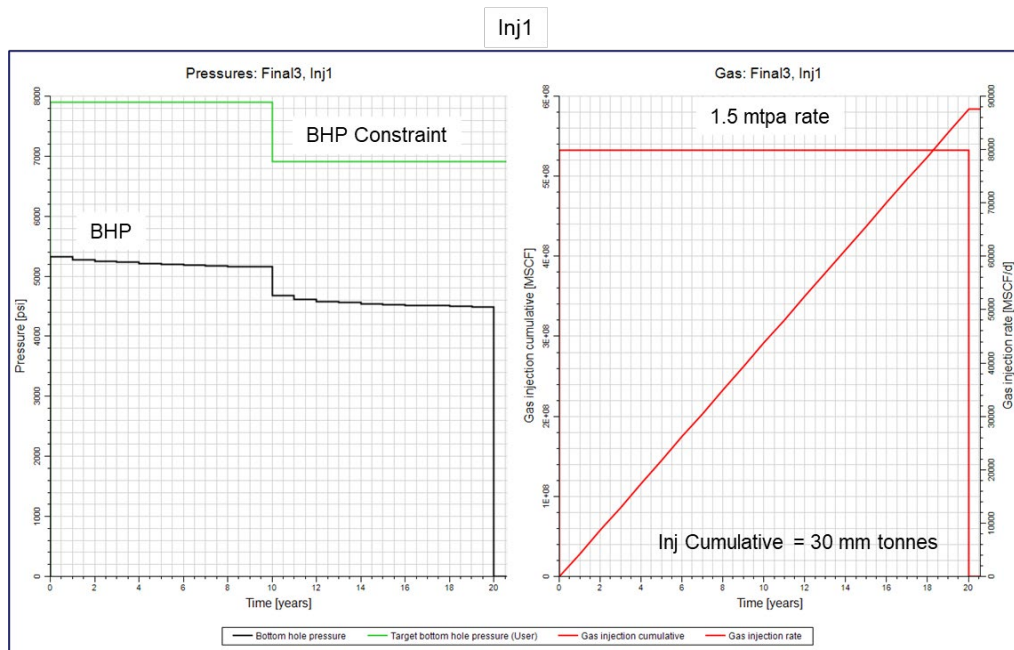 Inj1
Pressures: Final3, Inj1
8000
7000
6000
5000
4000
3000
2000
1000
0
Pressure [psi]
BHP Constraint
BHP
0 2 4 6 8 10 12 14 16 18 20
Time [years]
Gas: Final3, Inj1
6E+08
5E+08
4E+08
3E+08
2E+08
1E+08
0
Gas injection cumulative [MSCF]
1.5 mtpa rate
Inj Cumulative = 30 mm tonnes
90000
80000
70000
60000
50000
40000
30000
20000
10000
0
Gas injection rate [MSCF/d]
0 2 4 6 8 10 12 14 16 18 20
Time [years]
Bottom hole pressure Target bottom hole pressure (User) Gas injection cumulative Gas injection rate